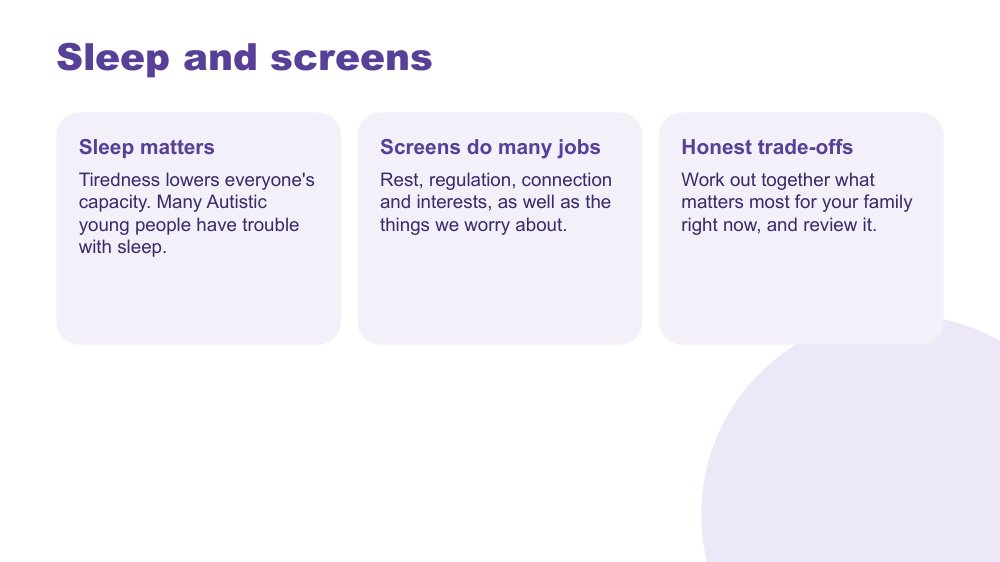 Sleep and screens
Sleep matters
Tiredness lowers everyone's
capacity. Many Autistic
young people have trouble
with sleep.
Screens do many jobs
Rest, regulation, connection
and interests, as well as the
things we worry about.
Honest trade-offs
Work out together what
matters most for your family
right now, and review it.